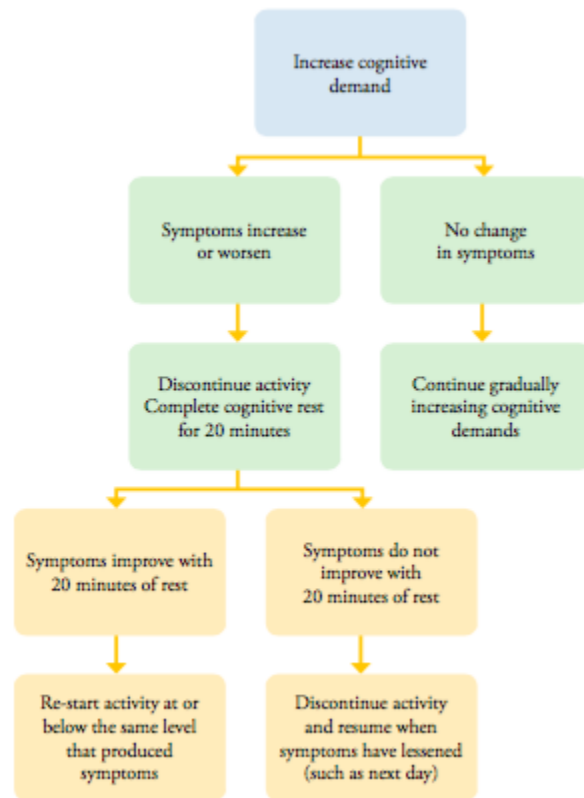 Increase cognitive
demand
Symptoms increase
or worsen
No change
in symptoms
Discontinue activity
Complete cognitive rest
for 20 minutes
Continue gradually
increasing cognitive
demands
Symptoms improve with
20 minutes of rest
Symptoms do not
improve with
20 minutes of rest
Re-start activity at or
below the same level
that produced
symptoms
Discontinue activity
and resume when
symptoms have lessened
(such as next day)